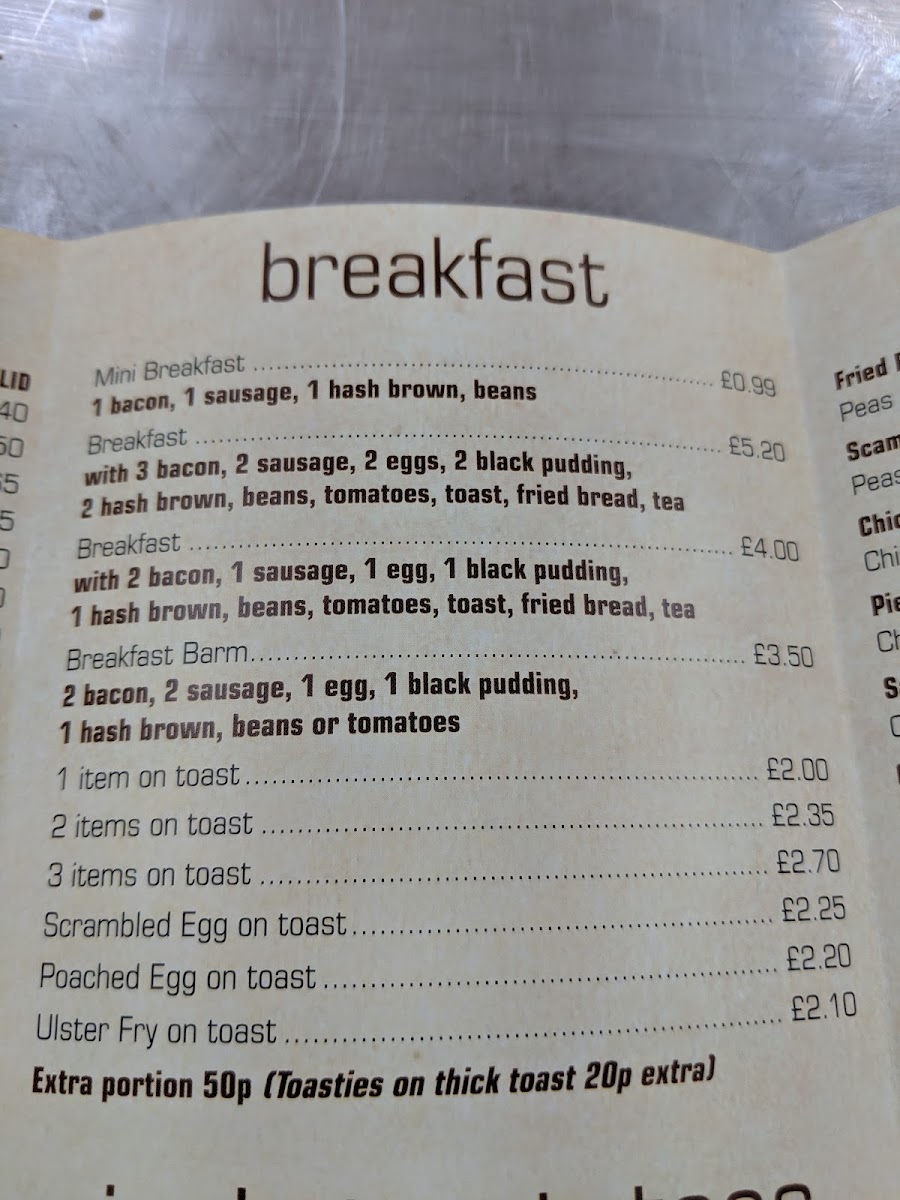 breakfast
Mini Breakfast ........ £0.99
1 bacon, 1 sausage, 1 hash brown, beans
Breakfast ........ £5.20
with 3 bacon, 2 sausage, 2 eggs, 2 black pudding,
2 hash brown, beans, tomatoes, toast, fried bread, tea
Breakfast ........ £4.00
with 2 bacon, 1 sausage, 1 egg, 1 black pudding,
1 hash brown, beans, tomatoes, toast, fried bread, tea
Breakfast Barm........ £3.50
2 bacon, 2 sausage, 1 egg, 1 black pudding,
1 hash brown, beans or tomatoes
1 item on toast........ £2.00
2 items on toast ........ £2.35
3 items on toast ........ £2.70
Scrambled Egg on toast........ £2.25
Poached Egg on toast ........ £2.20
Ulster Fry on toast ........ £2.10
Extra portion 50p (Toasties on thick toast 20p extra)
Fried
Peas
Peas